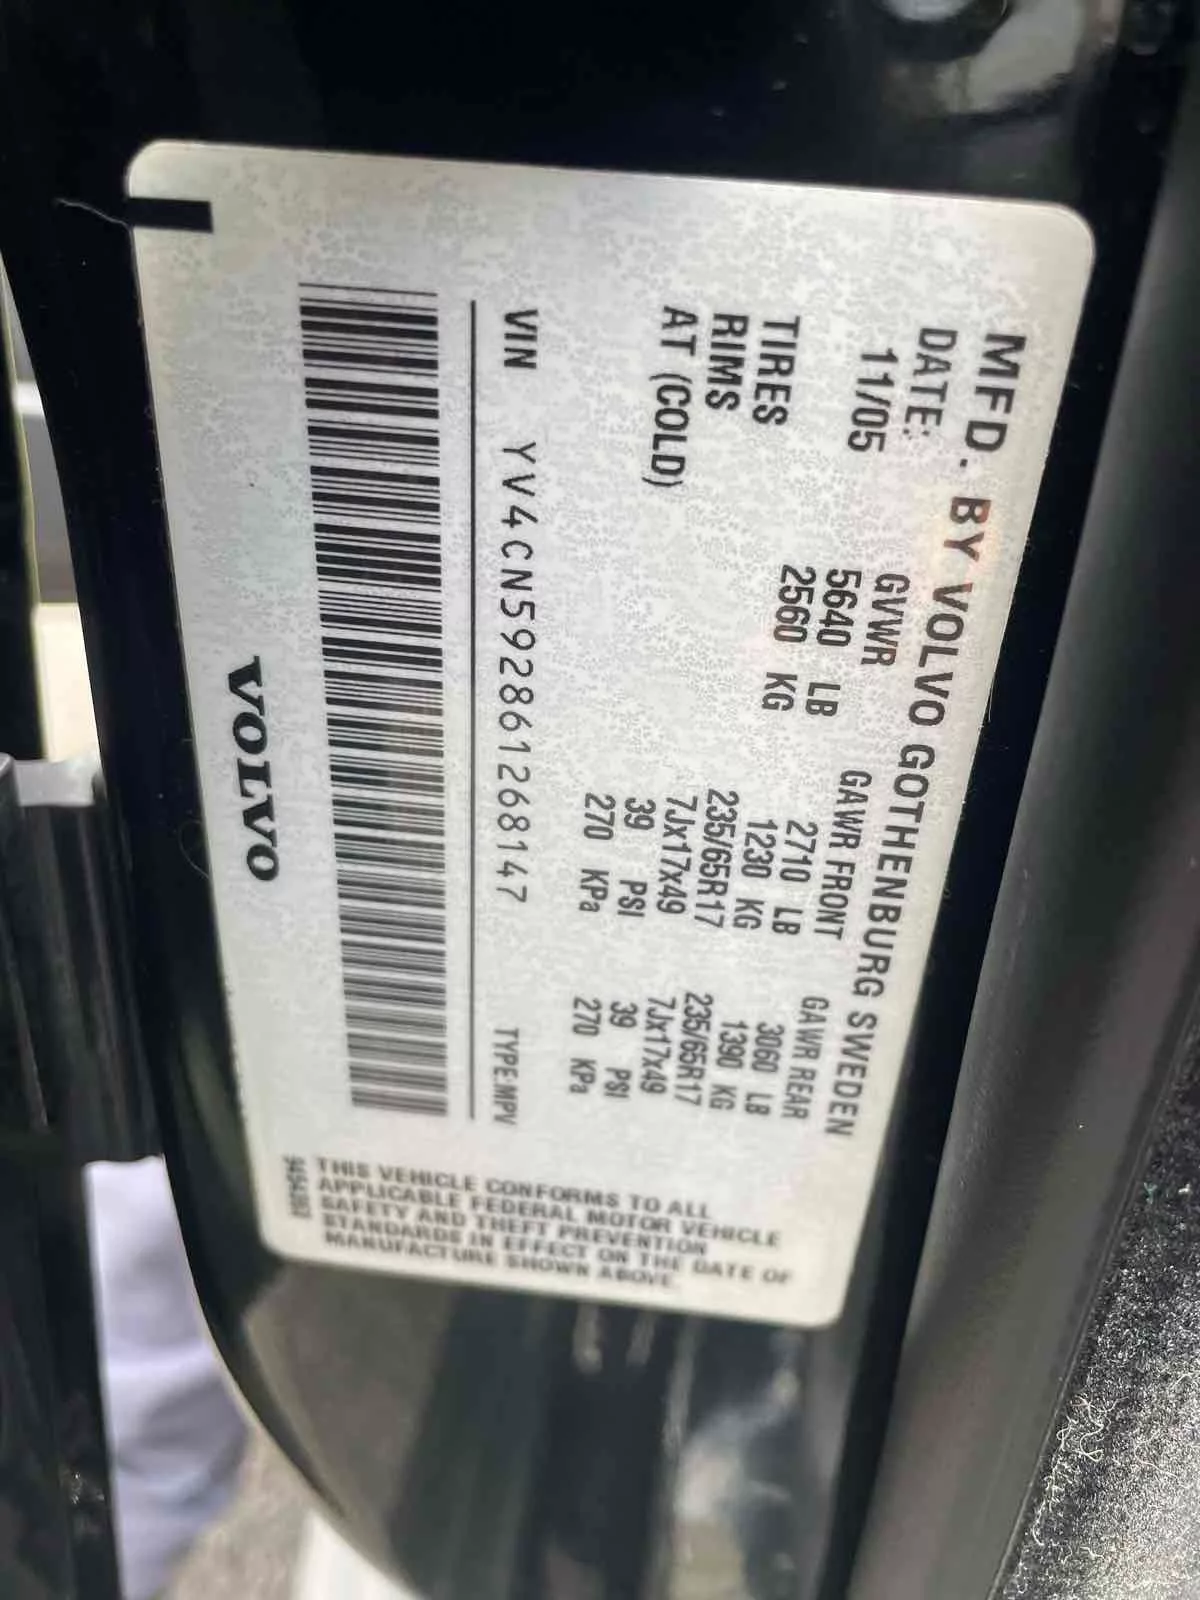 MFD. BY VOLVO GOTHENBURG SWEDEN
DATE: GVWR GAWR FRONT GAWR REAR
11/05 5640 LB 2710 LB 3060 LB
2560 KG 1230 KG 1390 KG
TIRES 235/65R17 235/65R17
RIMS 7Jx17x49 7Jx17x49
AT (COLD) 39 PSI 39 PSI
270 KPa 270 KPa
VIN YV4CN592861268147 TYPE:MPV
VOLVO
THIS VEHICLE CONFORMS TO ALL
APPLICABLE FEDERAL MOTOR VEHICLE
SAFETY AND THEFT PREVENTION
STANDARDS IN EFFECT ON THE DATE OF
MANUFACTURE SHOWN ABOVE.